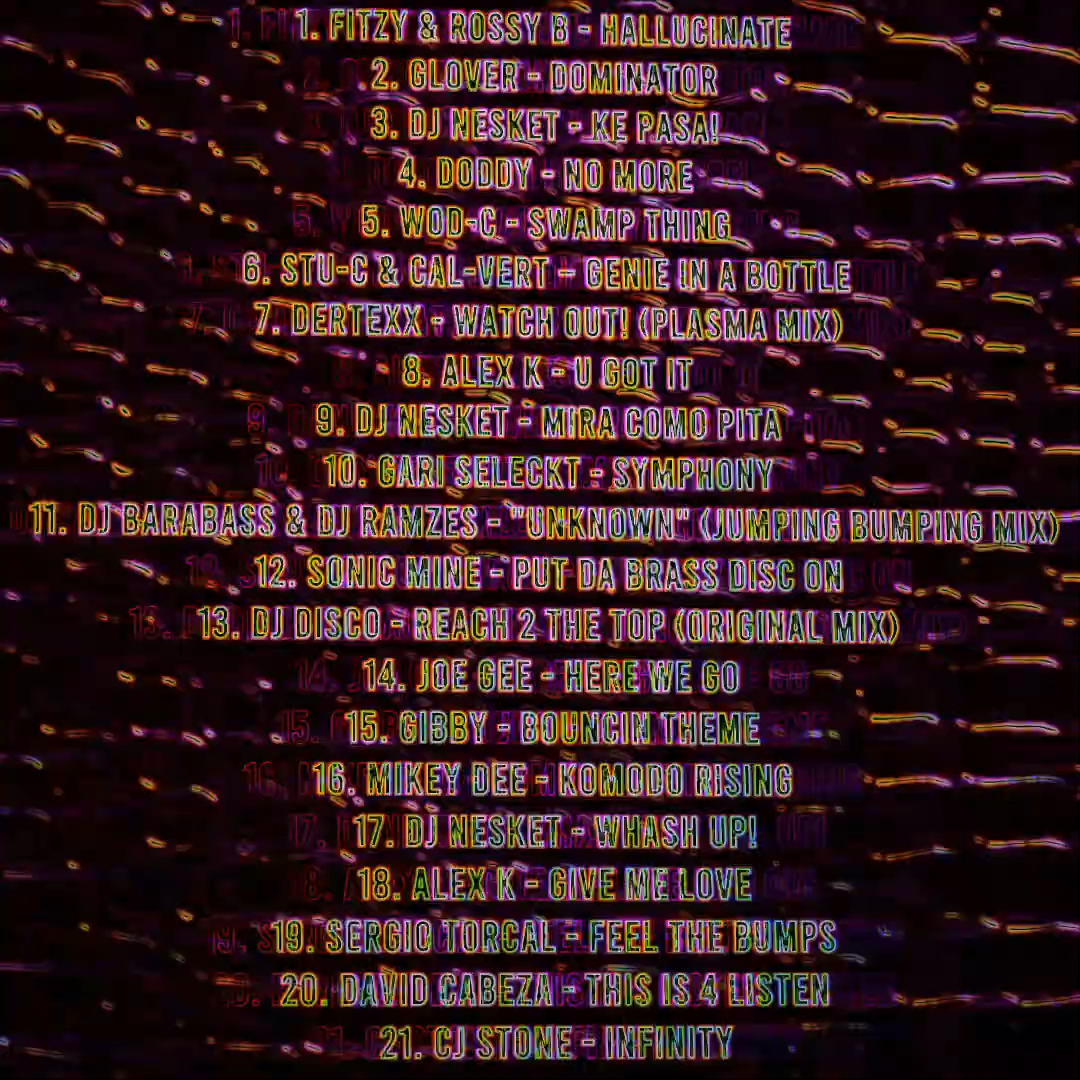 1. FITZY & ROSSY B - HALLUCINATE
2. GLOVER - DOMINATOR
3. DJ NESKET - KE PASA!
4. DODDY - NO MORE
5. WOD-C - SWAMP THING
6. STU-C & CAL-VERT - GENIE IN A BOTTLE
7. DERTEXX - WATCH OUT! (PLASMA MIX)
8. ALEX K - U GOT IT
9. DJ NESKET - MIRA COMO PITA
10. GARI SELECKT - SYMPHONY
11. DJ BARABASS & DJ RAMZES - "UNKNOWN" (JUMPING BUMPING MIX)
12. SONIC MINE - PUT DA BRASS DISC ON
13. DJ DISCO - REACH 2 THE TOP (ORIGINAL MIX)
14. JOE GEE - HERE WE GO
15. GIBBY - BOUNCIN THEME
16. MIKEY DEE - KOMODO RISING
17. DJ NESKET - WHASH UP!
18. ALEX K - GIVE ME LOVE
19. SERGIO TORCAL - FEEL THE BUMPS
20. DAVID CABEZA - THIS IS 4 LISTEN
21. CJ STONE - INFINITY